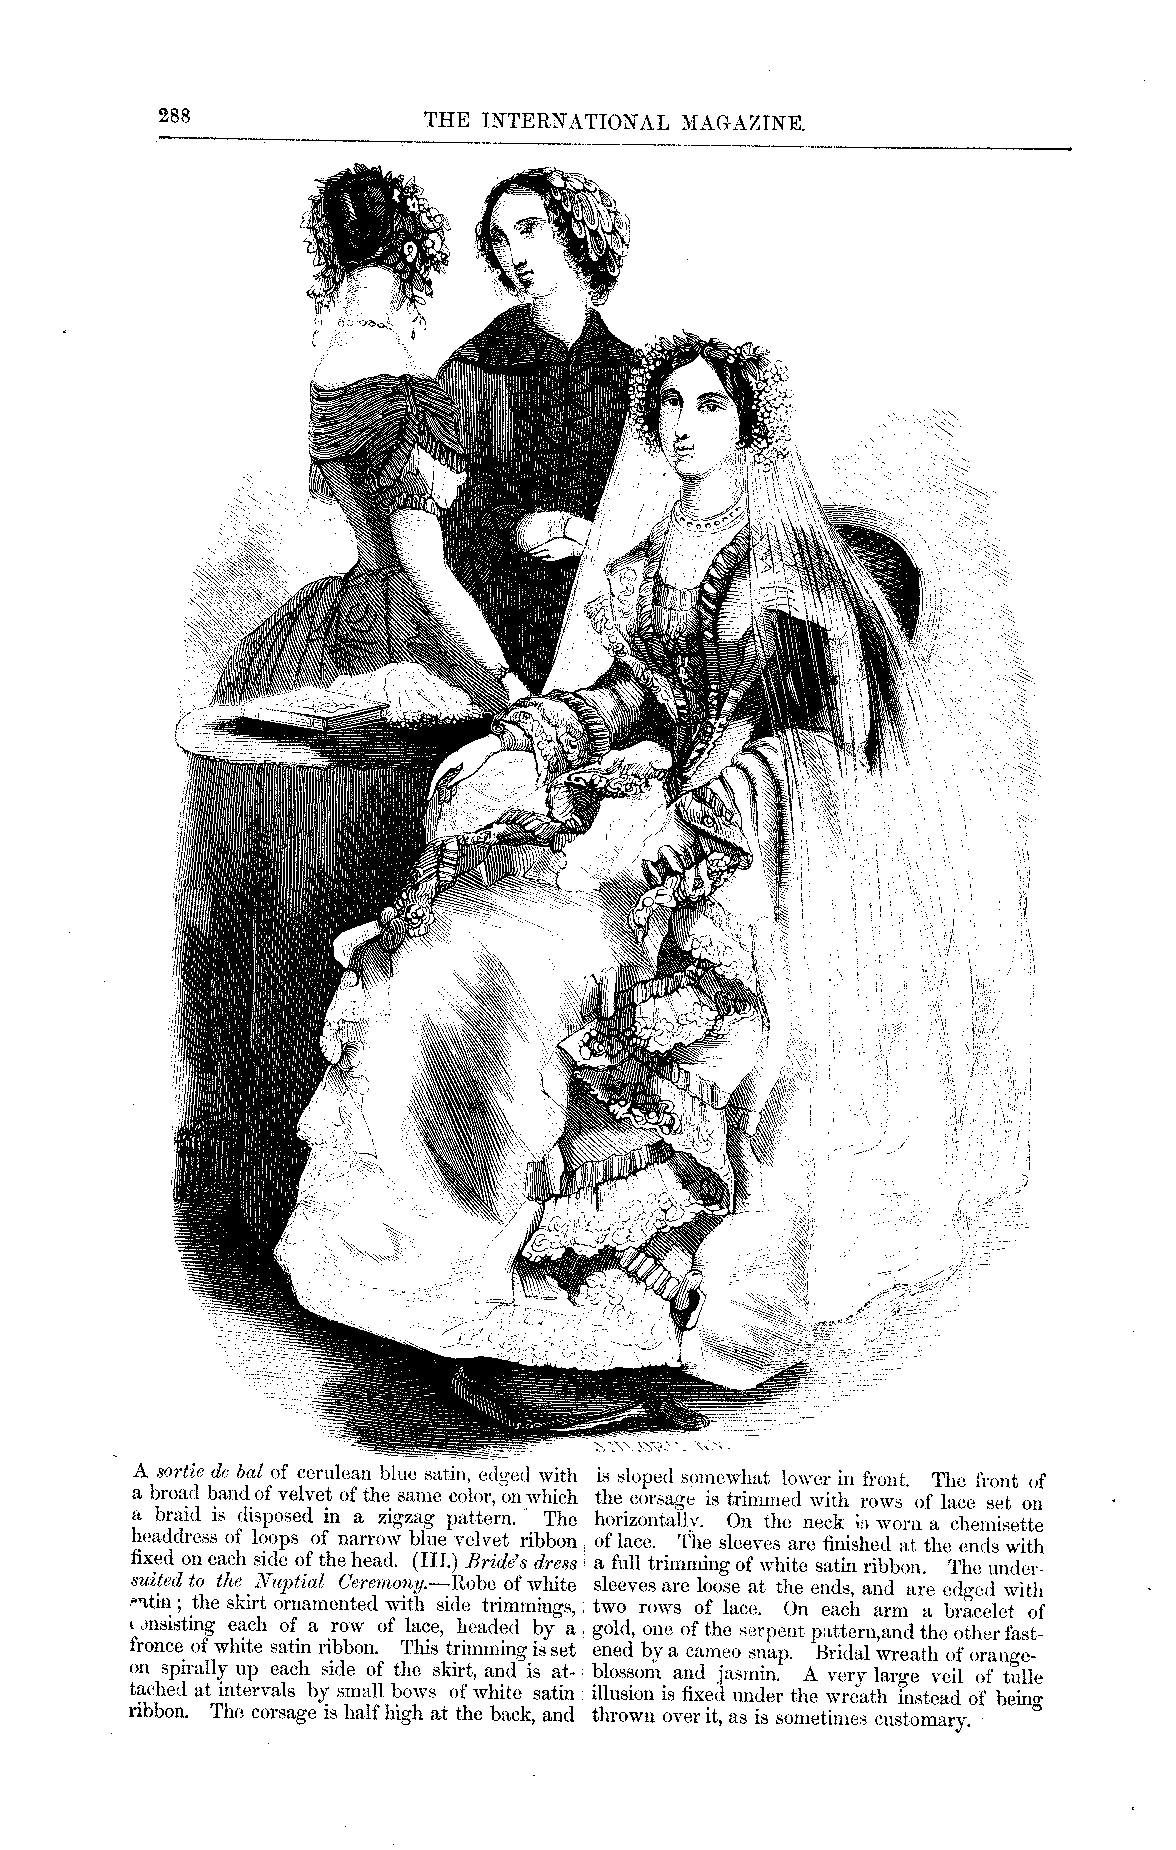 288
THE INTERNATIONAL MAGAZINE.
A sortie de bal of cerulean blue satin, edged with
a broad band of velvet of the same color, on which
a braid is disposed in a zigzag pattern. The
headdress of loops of narrow blue velvet ribbon
fixed on each side of the head. (III.) Bride's dress
suited to the Nuptial Ceremony.—Robe of white
satin; the skirt ornamented with side trimmings,
consisting each of a row of lace, headed by a
fronce of white satin ribbon. This trimming is set
on spirally up each side of the skirt, and is at-
tached at intervals by small bows of white satin
ribbon. The corsage is half high at the back, and
is sloped somewhat lower in front. The front of
the corsage is trimmed with rows of lace set on
horizontally. On the neck is worn a chemisette
of lace. The sleeves are finished at the ends with
a full trimming of white satin ribbon. The under-
sleeves are loose at the ends, and are edged with
two rows of lace. On each arm a bracelet of
gold, one of the serpent pattern, and the other fast-
ened by a cameo snap. Bridal wreath of orange-
blossom and jasmin. A very large veil of tulle
illusion is fixed under the wreath instead of being
thrown over it, as is sometimes customary.